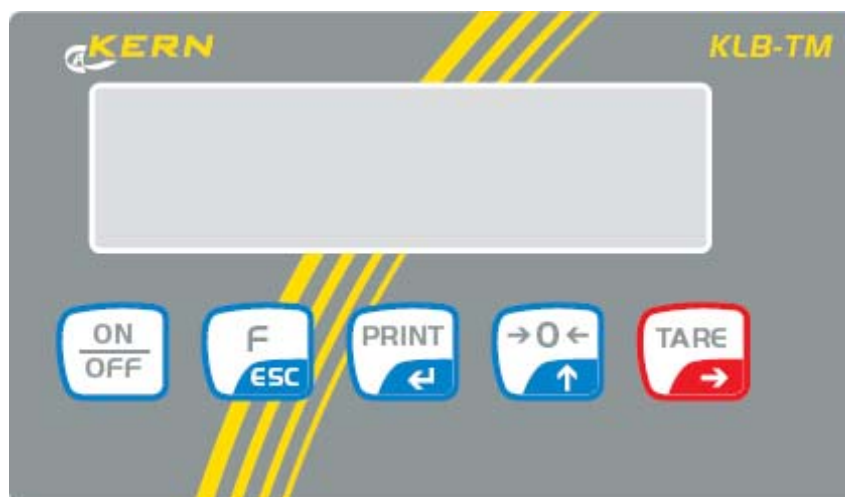 KERN
KLB-TM
ON
OFF
F
ESC
PRINT
→0←
TARE